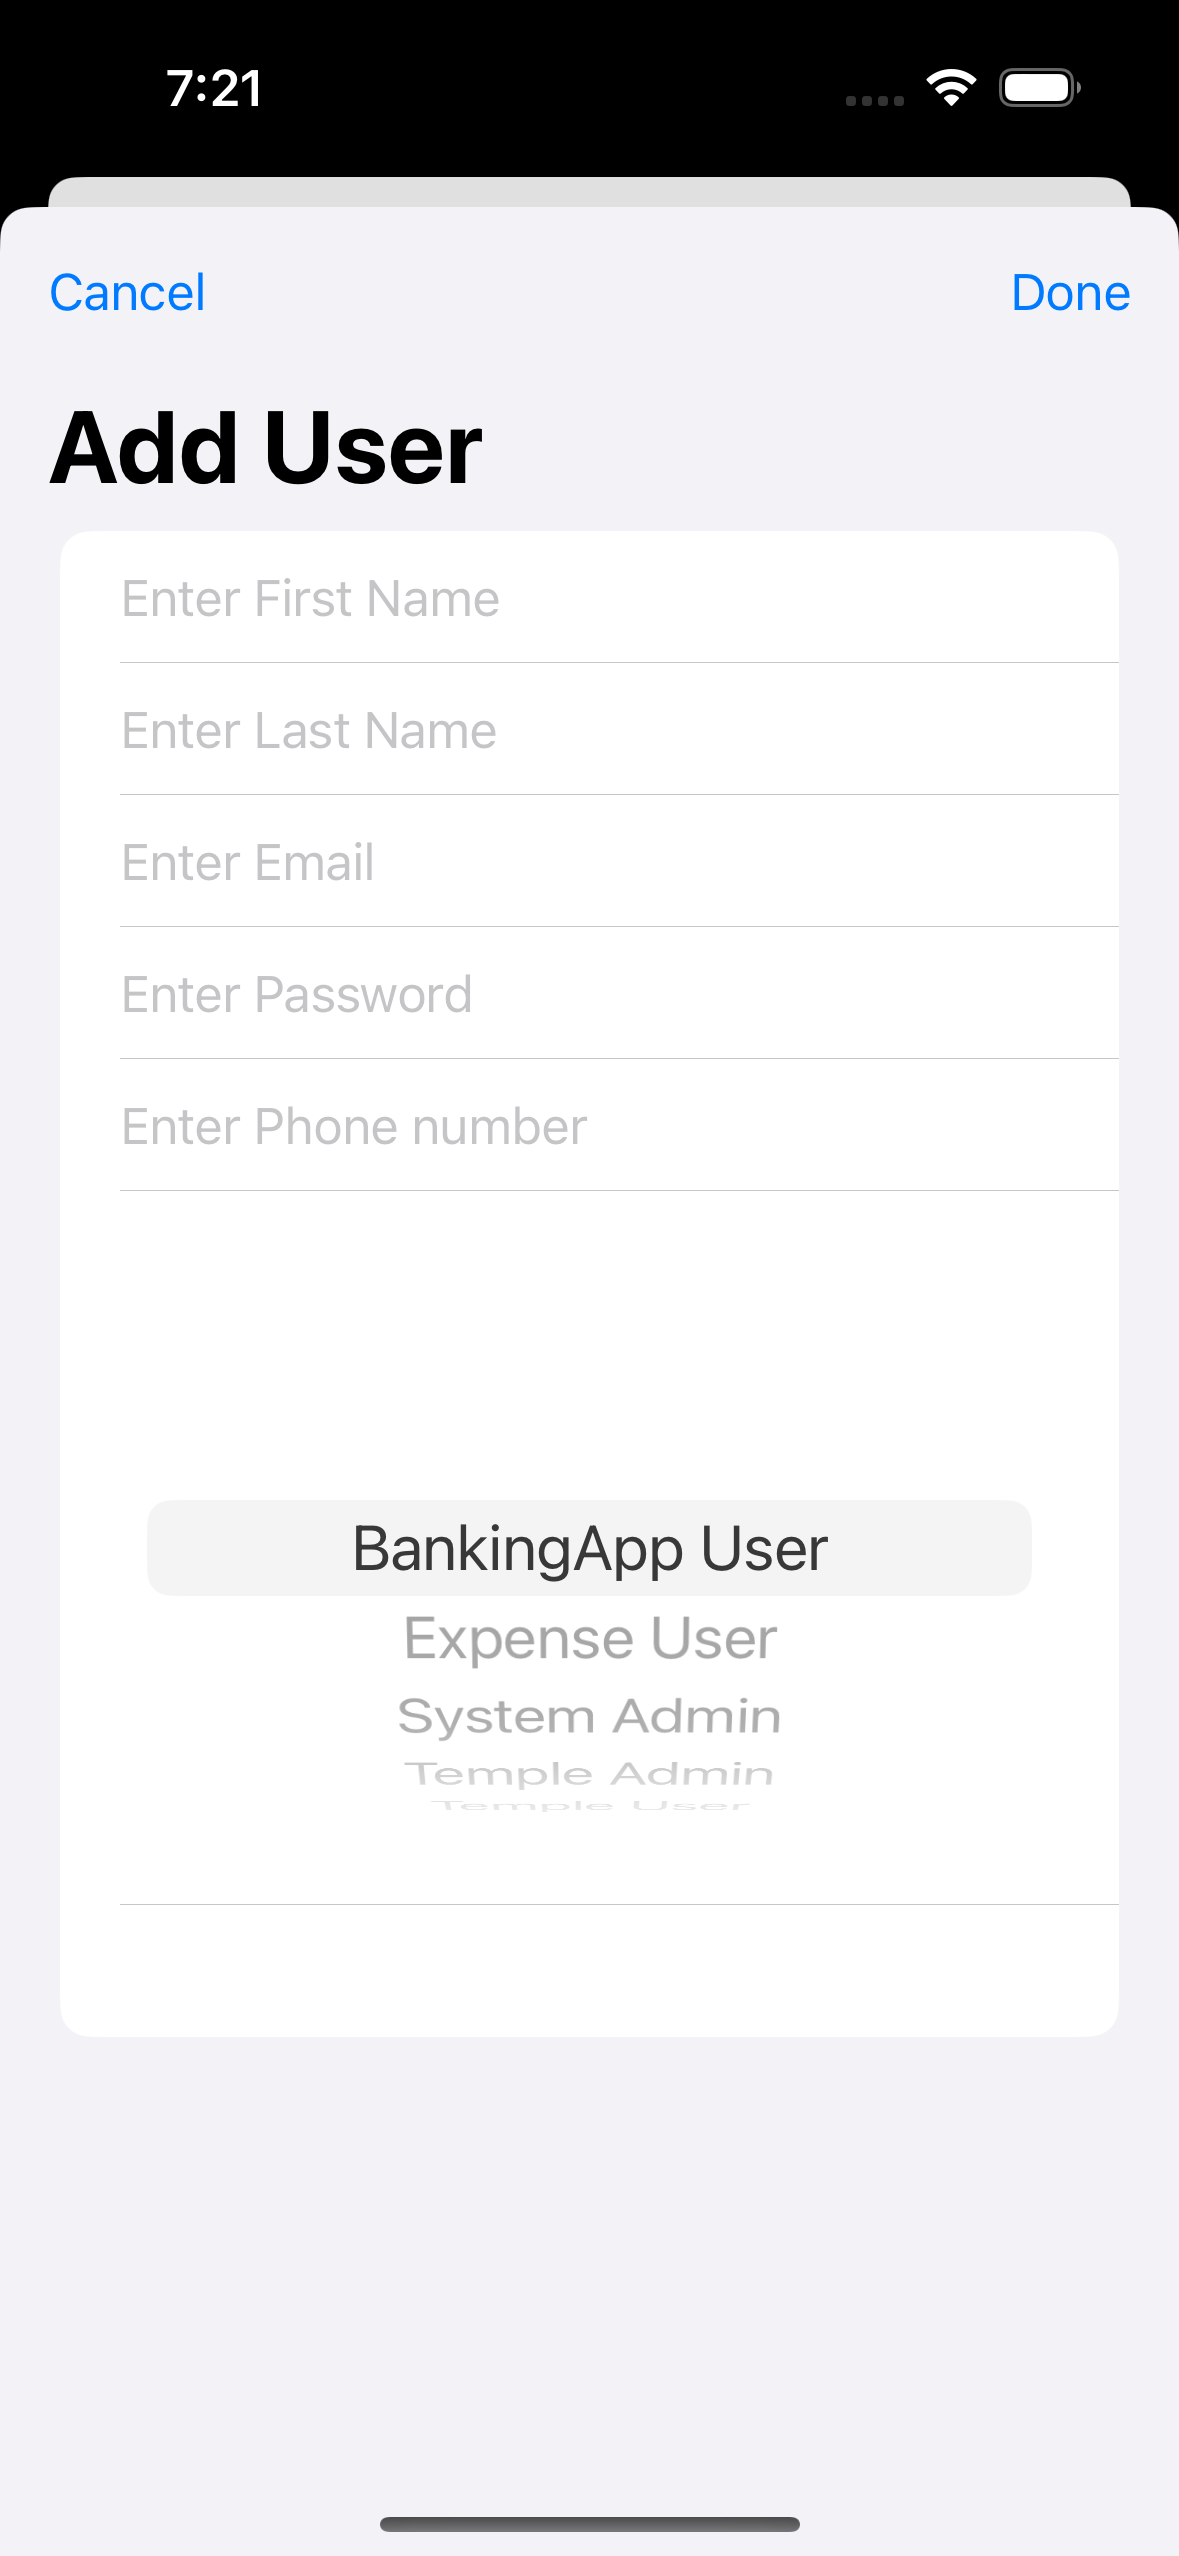 7:21
Cancel
Done
Add User
Enter First Name
Enter Last Name
Enter Email
Enter Password
Enter Phone number
BankingApp User
Expense User
System Admin
Temple Admin
Temple User